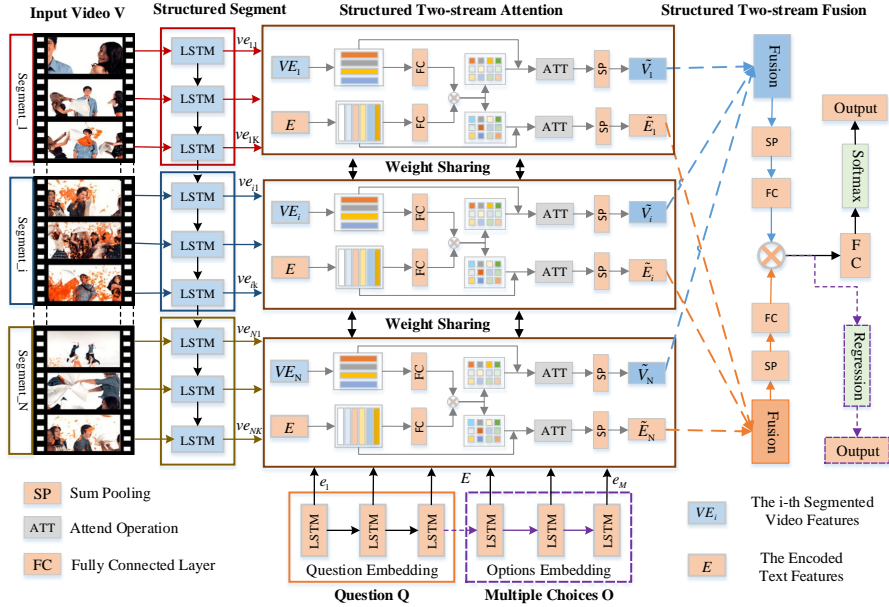 Input Video V
Structured Segment
Structured Two-stream Attention
Structured Two-stream Fusion
Segment_1
LSTM
LSTM
LSTM
ve11
ve1K
VE1
E
FC
FC
ATT
ATT
SP
SP
Ṽ1
Ẽ1
Weight Sharing
Segment_i
LSTM
LSTM
LSTM
vei1
veik
VEi
E
FC
FC
ATT
ATT
SP
SP
Ṽi
Ẽi
Weight Sharing
Segment_N
LSTM
LSTM
LSTM
veN1
veNK
VEN
E
FC
FC
ATT
ATT
SP
SP
ṼN
ẼN
Fusion
SP
FC
FC
SP
Fusion
Output
Softmax
FC
Regression
Output
e1
E
eM
LSTM
LSTM
LSTM
LSTM
LSTM
LSTM
Question Embedding
Options Embedding
Question Q
Multiple Choices O
SP
Sum Pooling
ATT
Attend Operation
FC
Fully Connected
Layer
VEi
The i-th Segmented
Video Features
E
The Encoded
Text Features